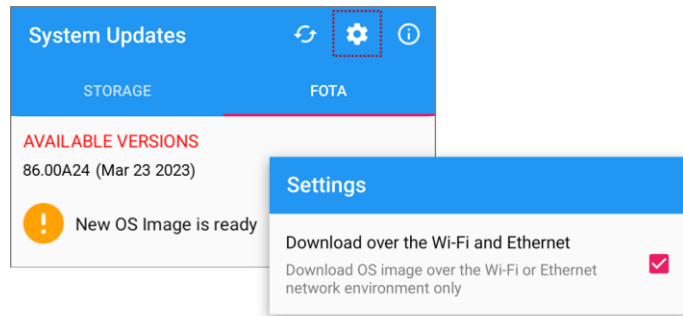 System Updates
STORAGE
FOTA
AVAILABLE VERSIONS
86.00A24 (Mar 23 2023)
New OS Image is ready
Settings
Download over the Wi-Fi and Ethernet
Download OS image over the Wi-Fi or Ethernet
network environment only